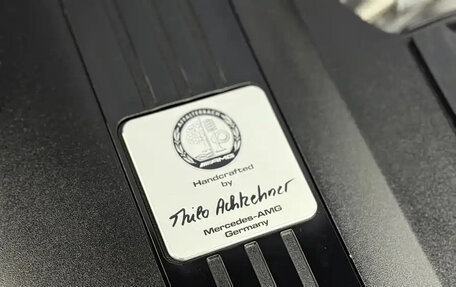 AFFALTERBACH
AMG
Handcrafted
by
Thilo Achtzehner
Mercedes-AMG
Germany